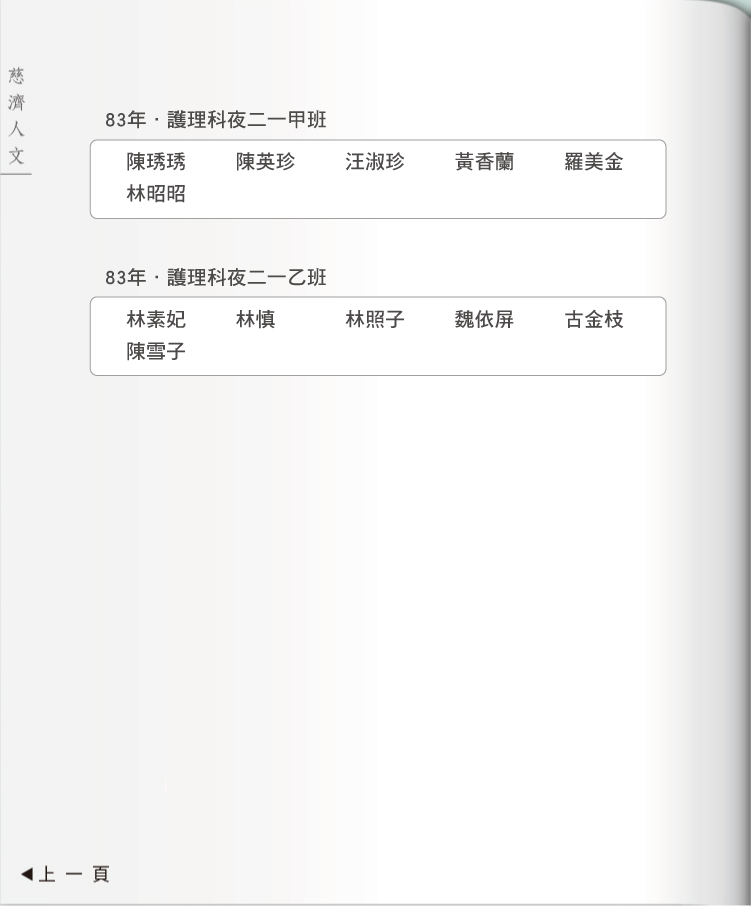 慈濟人文
83年·護理科夜二一甲班
陳琇琇 陳英珍 汪淑珍 黃香蘭 羅美金
林昭昭
83年·護理科夜二一乙班
林素妃 林慎 林照子 魏依屏 古金枝
陳雪子
◀上一頁